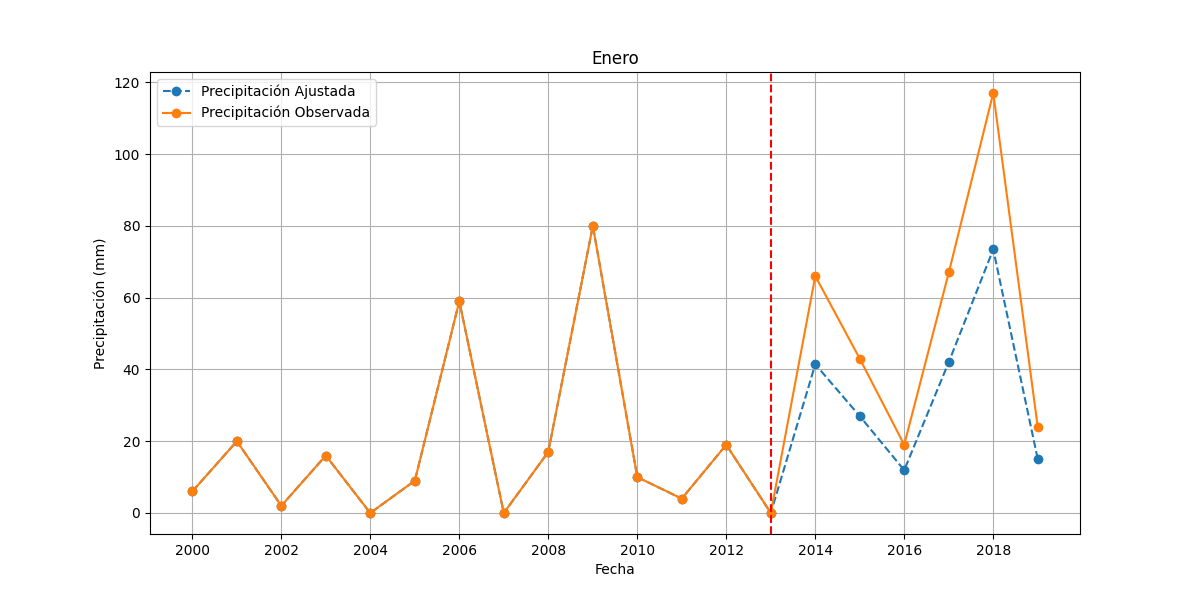 Enero
Precipitación Ajustada
Precipitación Observada
Precipitación (mm)
120
100
80
60
40
20
0
2000 2002 2004 2006 2008 2010 2012 2014 2016 2018
Fecha